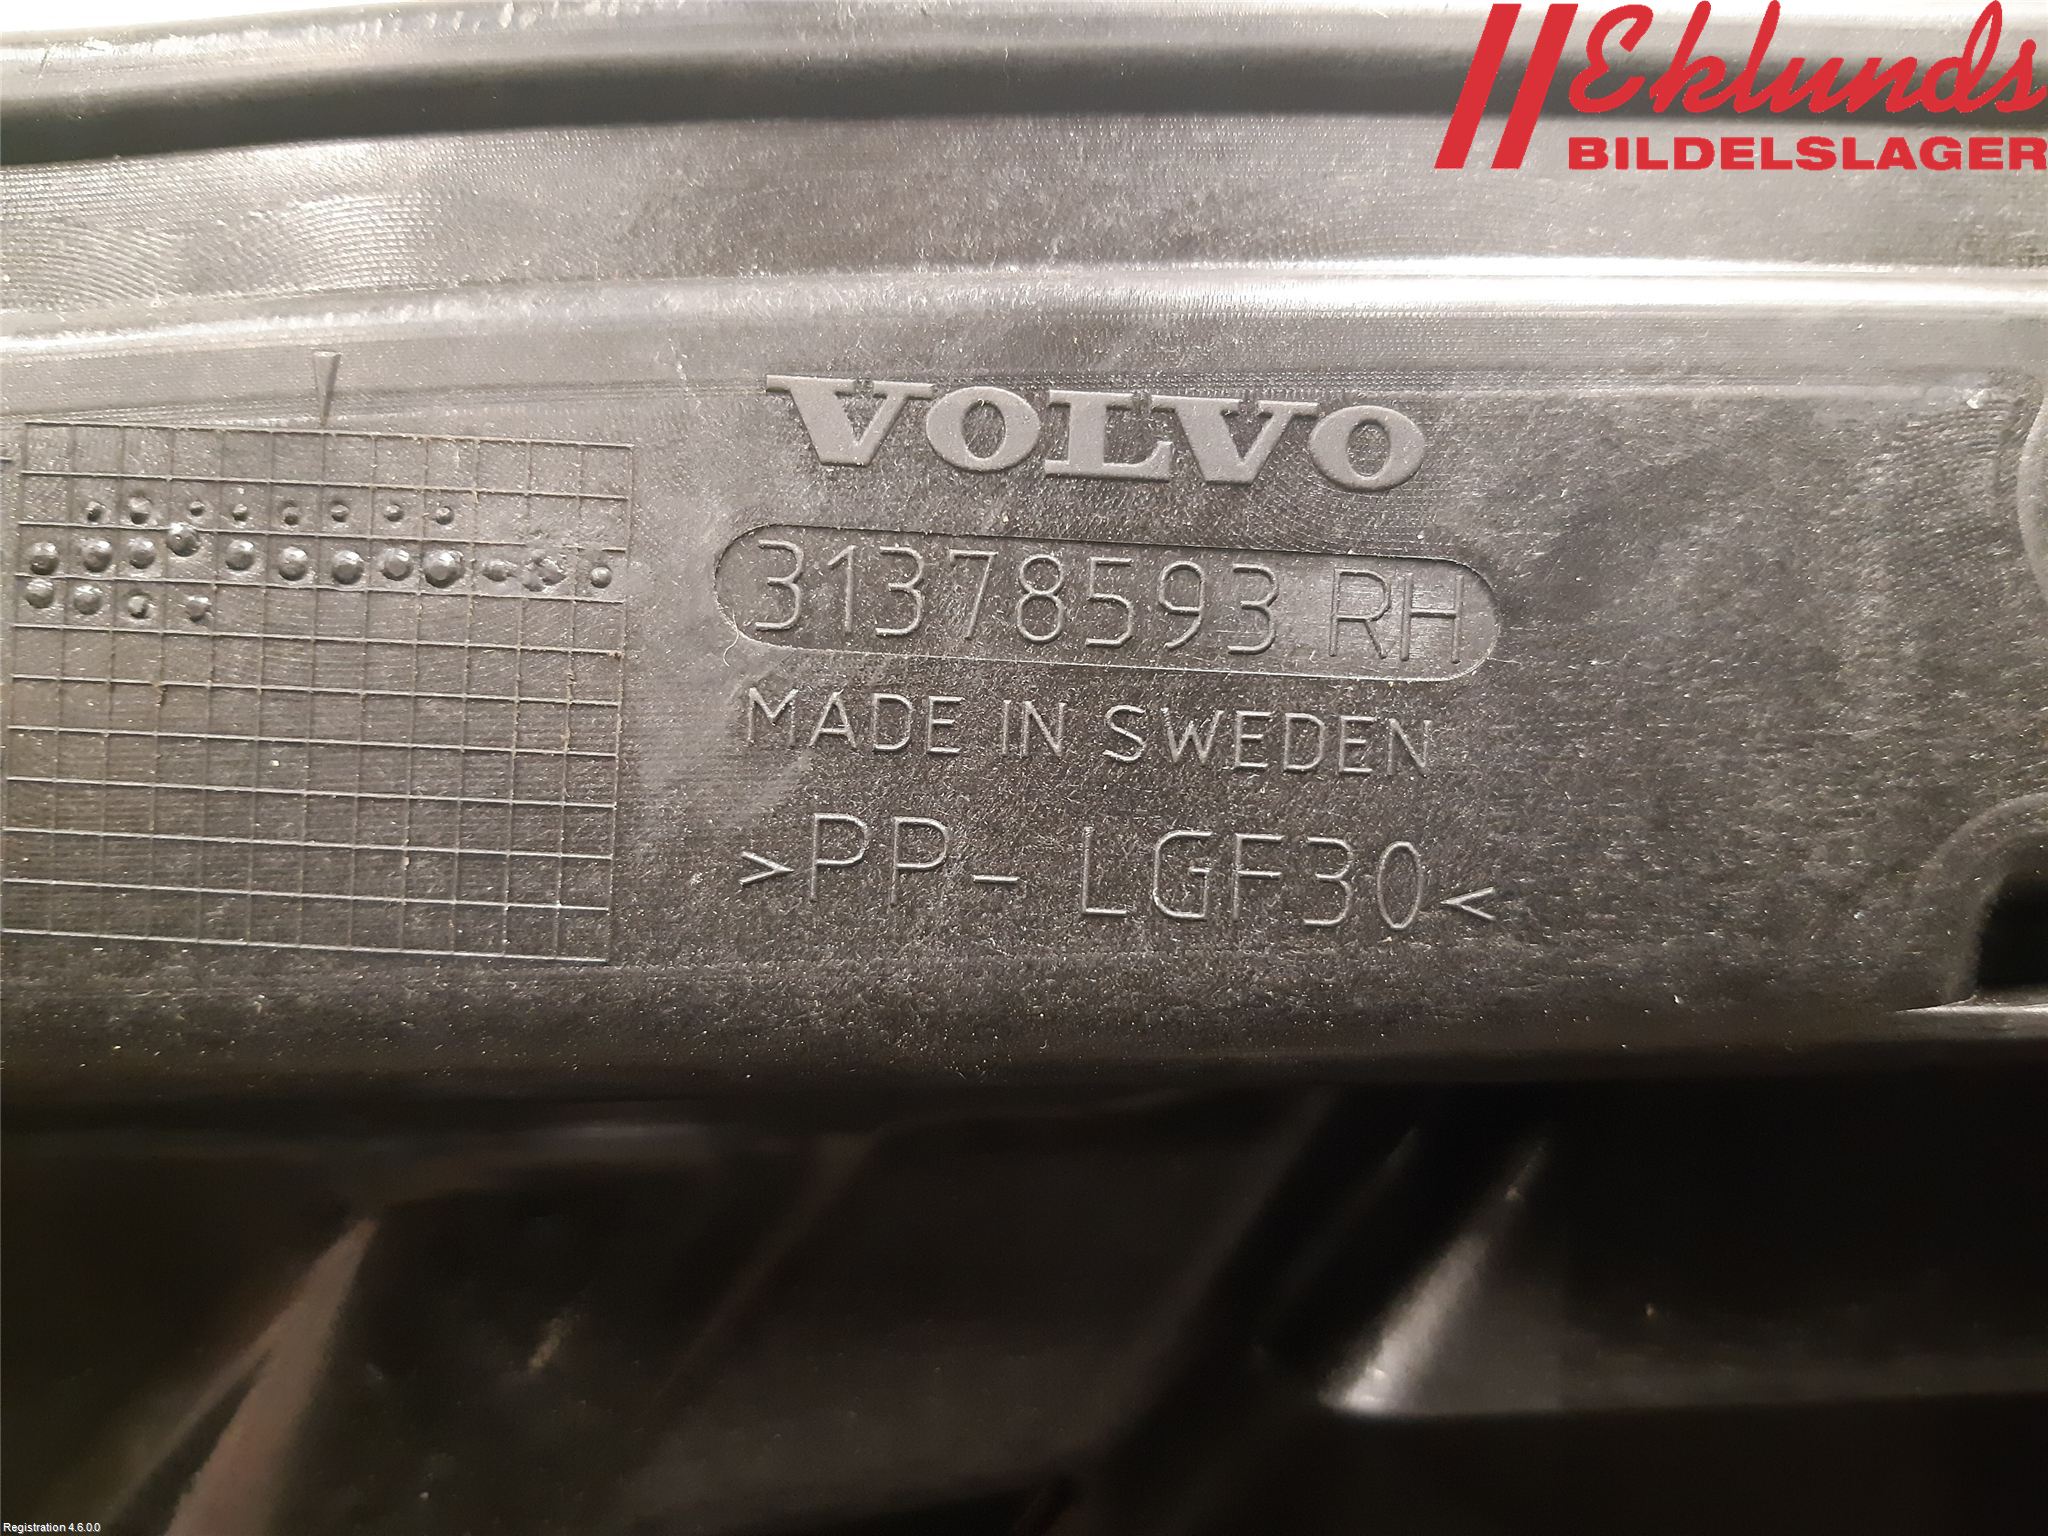 Eklunds
BILDELSLAGER
VOLVO
31378593 RH
MADE IN SWEDEN
>PP- LGF30<
Registration 4.6.0.0